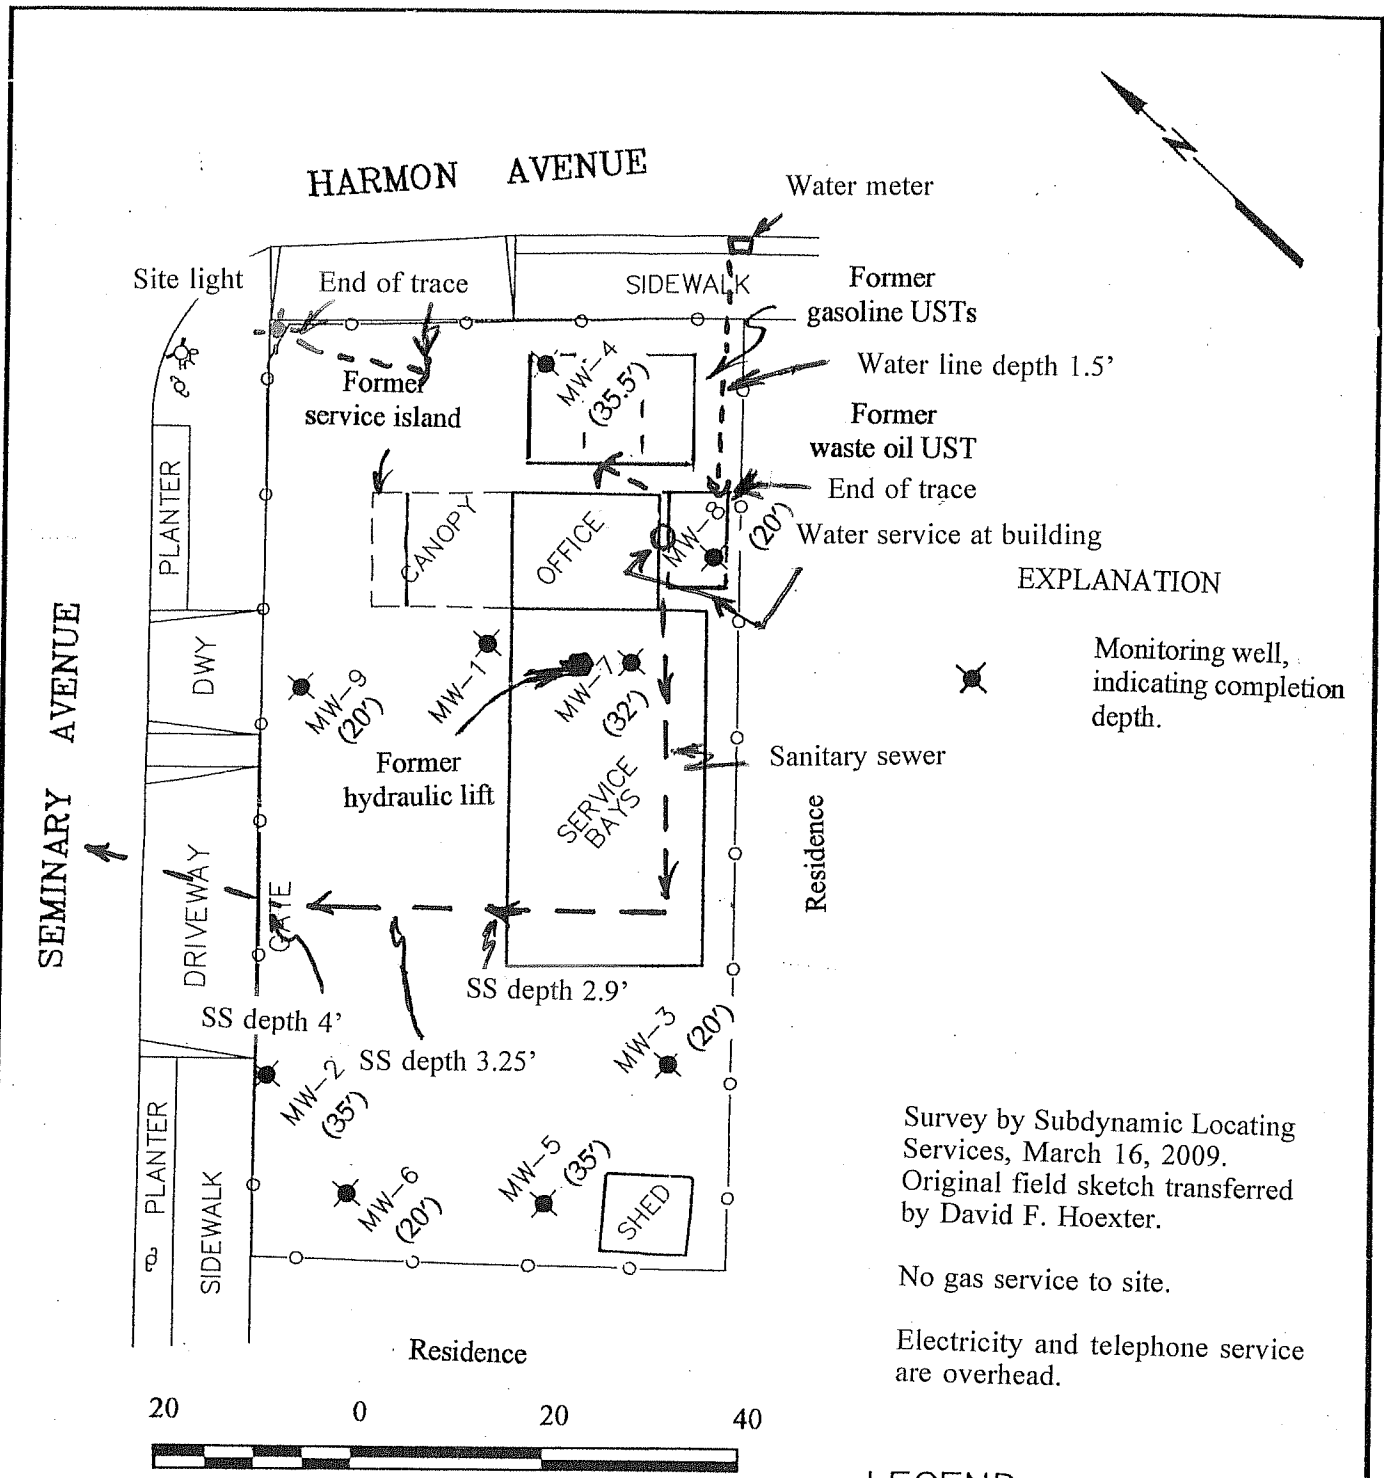 HARMON AVENUE
Water meter
Site light
End of trace
SIDEWALK
Former
gasoline USTs
N
MW-4
(35.5')
Water line depth 1.5'
Former
service island
Former
waste oil UST
End of trace
PLANTER
CANOPY
OFFICE
MW-8
(20')
Water service at building
EXPLANATION
Monitoring well,
indicating completion
depth.
SEMINARY AVENUE
DWY
MW-9
(20')
MW-1
MW-7
(32')
Former
hydraulic lift
Sanitary sewer
SERVICE
BAYS
Residence
DRIVEWAY
GATE
SS depth 2.9'
SS depth 4'
SS depth 3.25'
MW-3
(20')
MW-2
(35')
PLANTER
SIDEWALK
MW-6
(20')
MW-5
(35')
SHED
Survey by Subdynamic Locating
Services, March 16, 2009.
Original field sketch transferred
by David F. Hoexter.
No gas service to site.
Electricity and telephone service
are overhead.
Residence
20 0 20 40
LEGEND